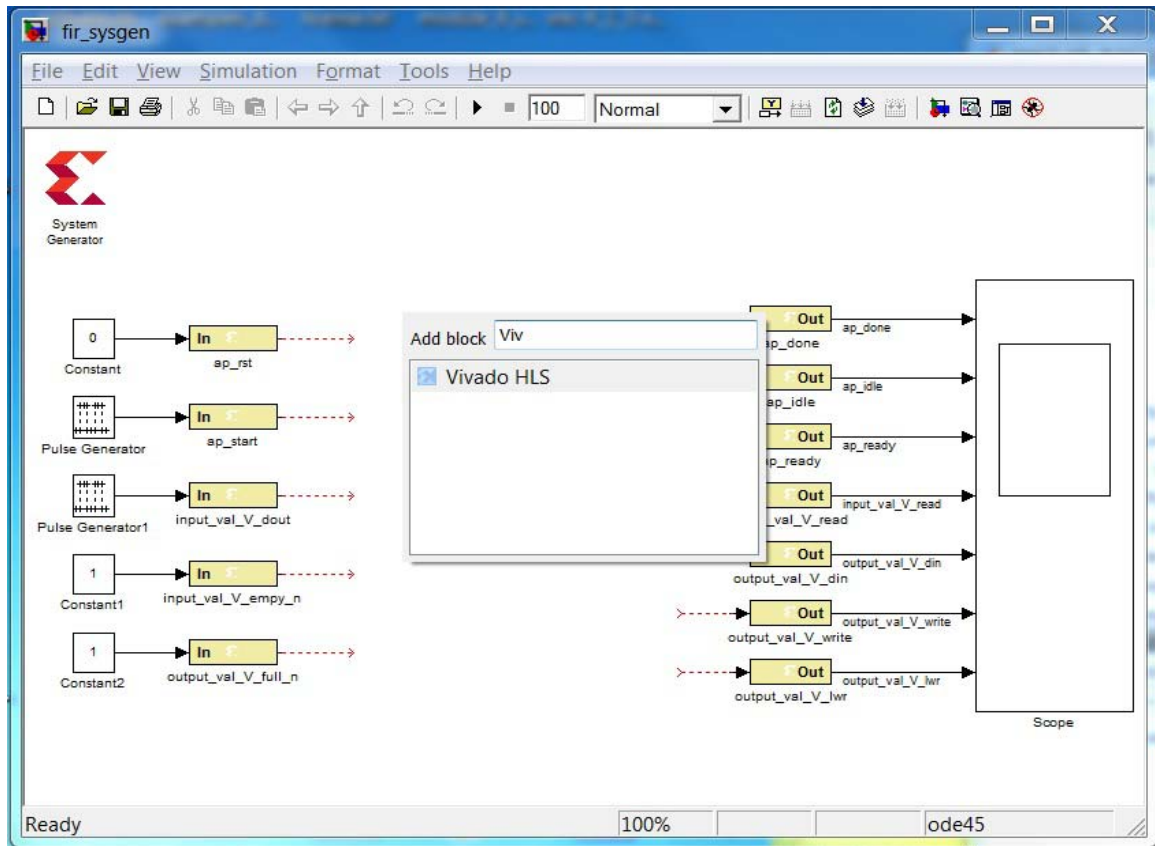 fir_sysgen
File Edit View Simulation Format Tools Help
100 Normal
System
Generator
0
Constant
In
ap_rst
Pulse Generator
In
ap_start
Pulse Generator1
In
input_val_V_dout
1
Constant1
In
input_val_V_empy_n
1
Constant2
In
output_val_V_full_n
Add block Viv
Vivado HLS
Out
ap_done
ap_done
Out
ap_idle
ap_idle
Out
ap_ready
p_ready
Out
input_val_V_read
_val_V_read
Out
output_val_V_din
output_val_V_din
Out
output_val_V_write
output_val_V_write
Out
output_val_V_lwr
output_val_V_lwr
Scope
Ready 100% ode45